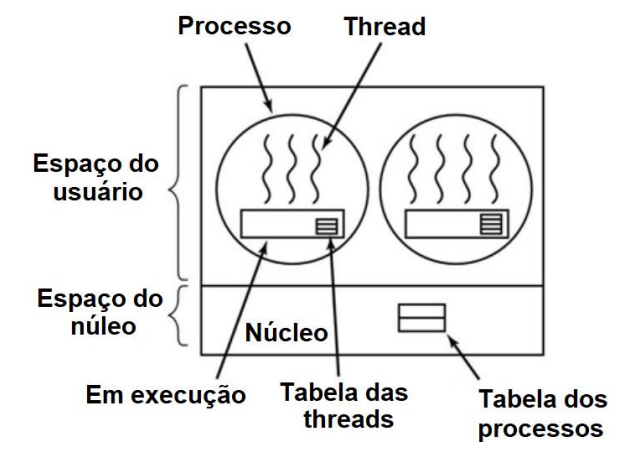 Processo
Thread
Espaço do
usuário
Espaço do
núleo
Núcleo
Em execução
Tabela das
threads
Tabela dos
processos